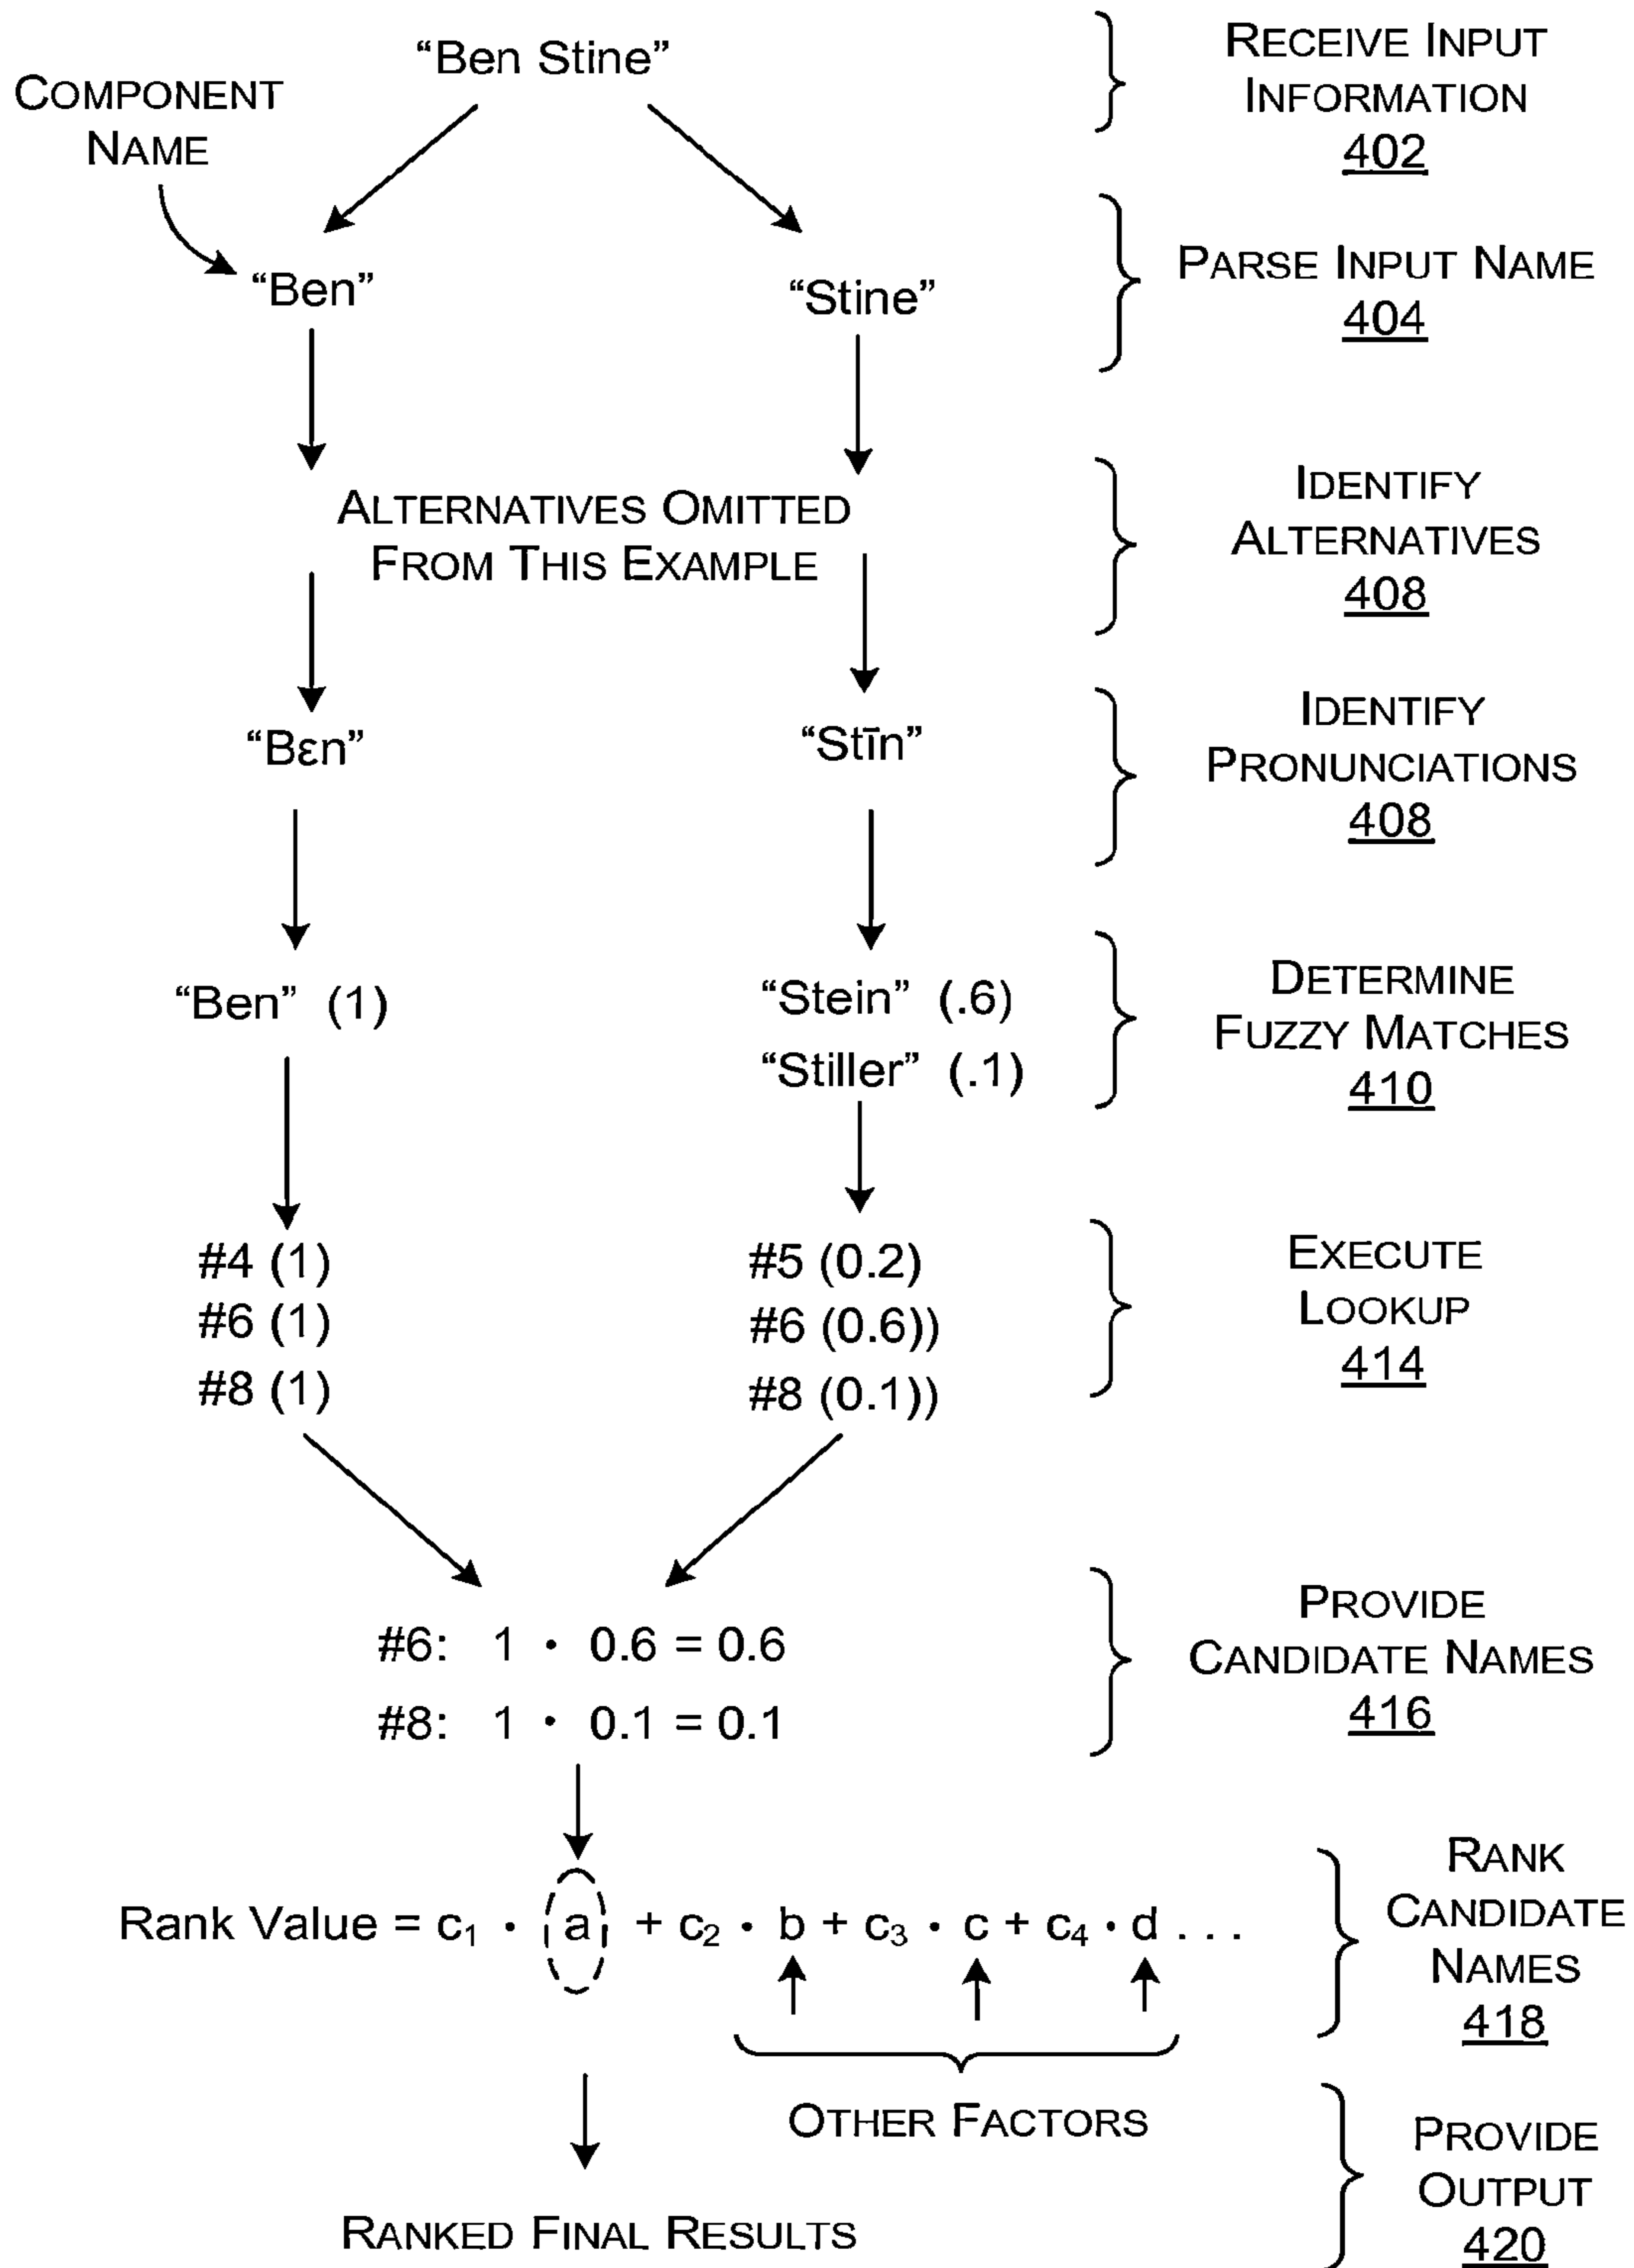 “Ben Stine”
RECEIVE INPUT
INFORMATION
402
COMPONENT
NAME
“Ben”
“Stine”
PARSE INPUT NAME
404
ALTERNATIVES OMITTED
FROM THIS EXAMPLE
IDENTIFY
ALTERNATIVES
408
“Bɛn”
“Stīn”
IDENTIFY
PRONUNCIATIONS
408
“Ben” (1)
“Stein” (.6)
“Stiller” (.1)
DETERMINE
FUZZY MATCHES
410
#4 (1)
#6 (1)
#8 (1)
#5 (0.2)
#6 (0.6))
#8 (0.1))
EXECUTE
LOOKUP
414
#6: 1 · 0.6 = 0.6
#8: 1 · 0.1 = 0.1
PROVIDE
CANDIDATE NAMES
416
Rank Value = c₁ · a + c₂ · b + c₃ · c + c₄ · d . . .
RANK
CANDIDATE
NAMES
418
OTHER FACTORS
RANKED FINAL RESULTS
PROVIDE
OUTPUT
420